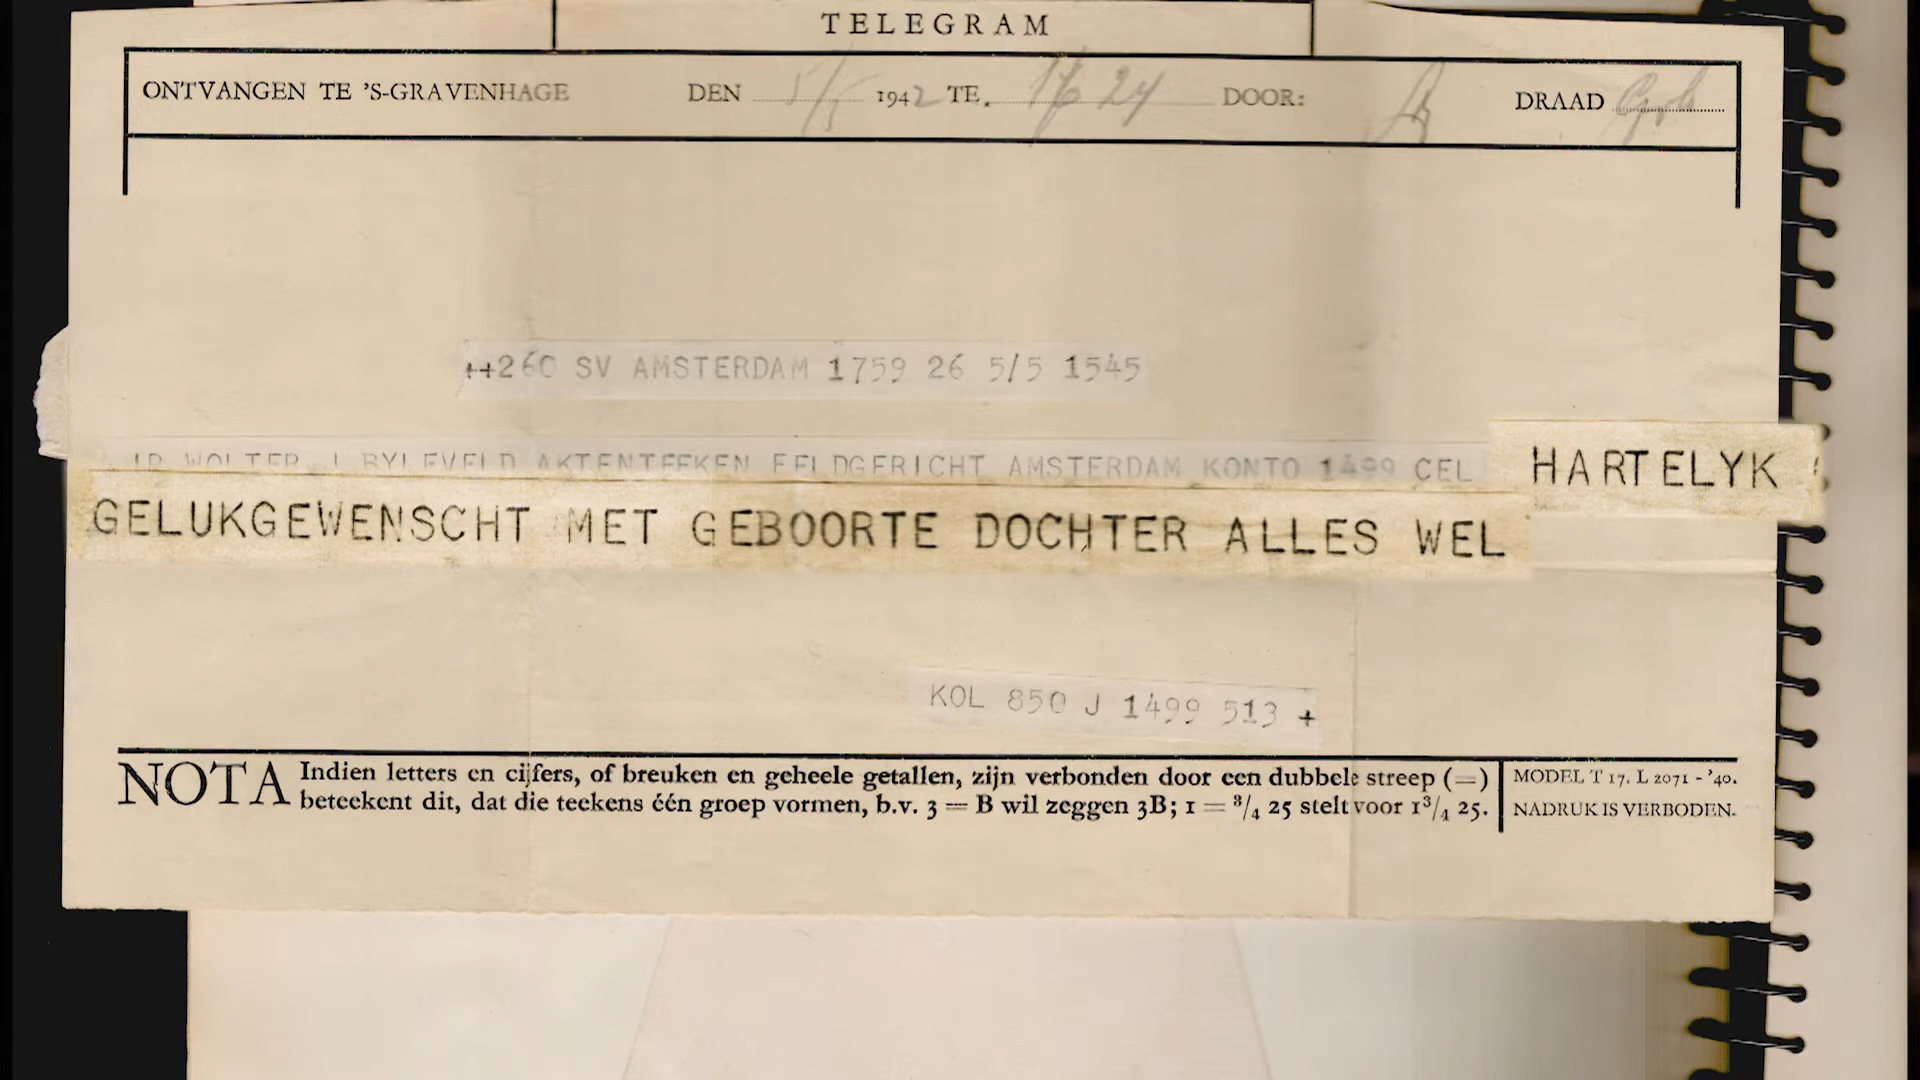 TELEGRAM
ONTVANGEN TE 'S-GRAVENHAGE DEN 5/5 1942 TE. 16 24 DOOR: DRAAD
++260 SV AMSTERDAM 1759 26 5/5 1545
WOLTER J BYLEVELD AKTENTEEKEN FELDGERICHT AMSTERDAM KONTO 1499 CEL HARTELYK
GELUKGEWENSCHT MET GEBOORTE DOCHTER ALLES WEL
KOL 850 J 1499 513 +
NOTA Indien letters en cijfers, of breuken en geheele getallen, zijn verbonden door een dubbele streep (=)
beteekent dit, dat die teekens één groep vormen, b.v. 3 = B wil zeggen 3B; 1 = 3/4 25 stelt voor 1 3/4 25.
MODEL T 17. L 2071 - '40.
NADRUK IS VERBODEN.